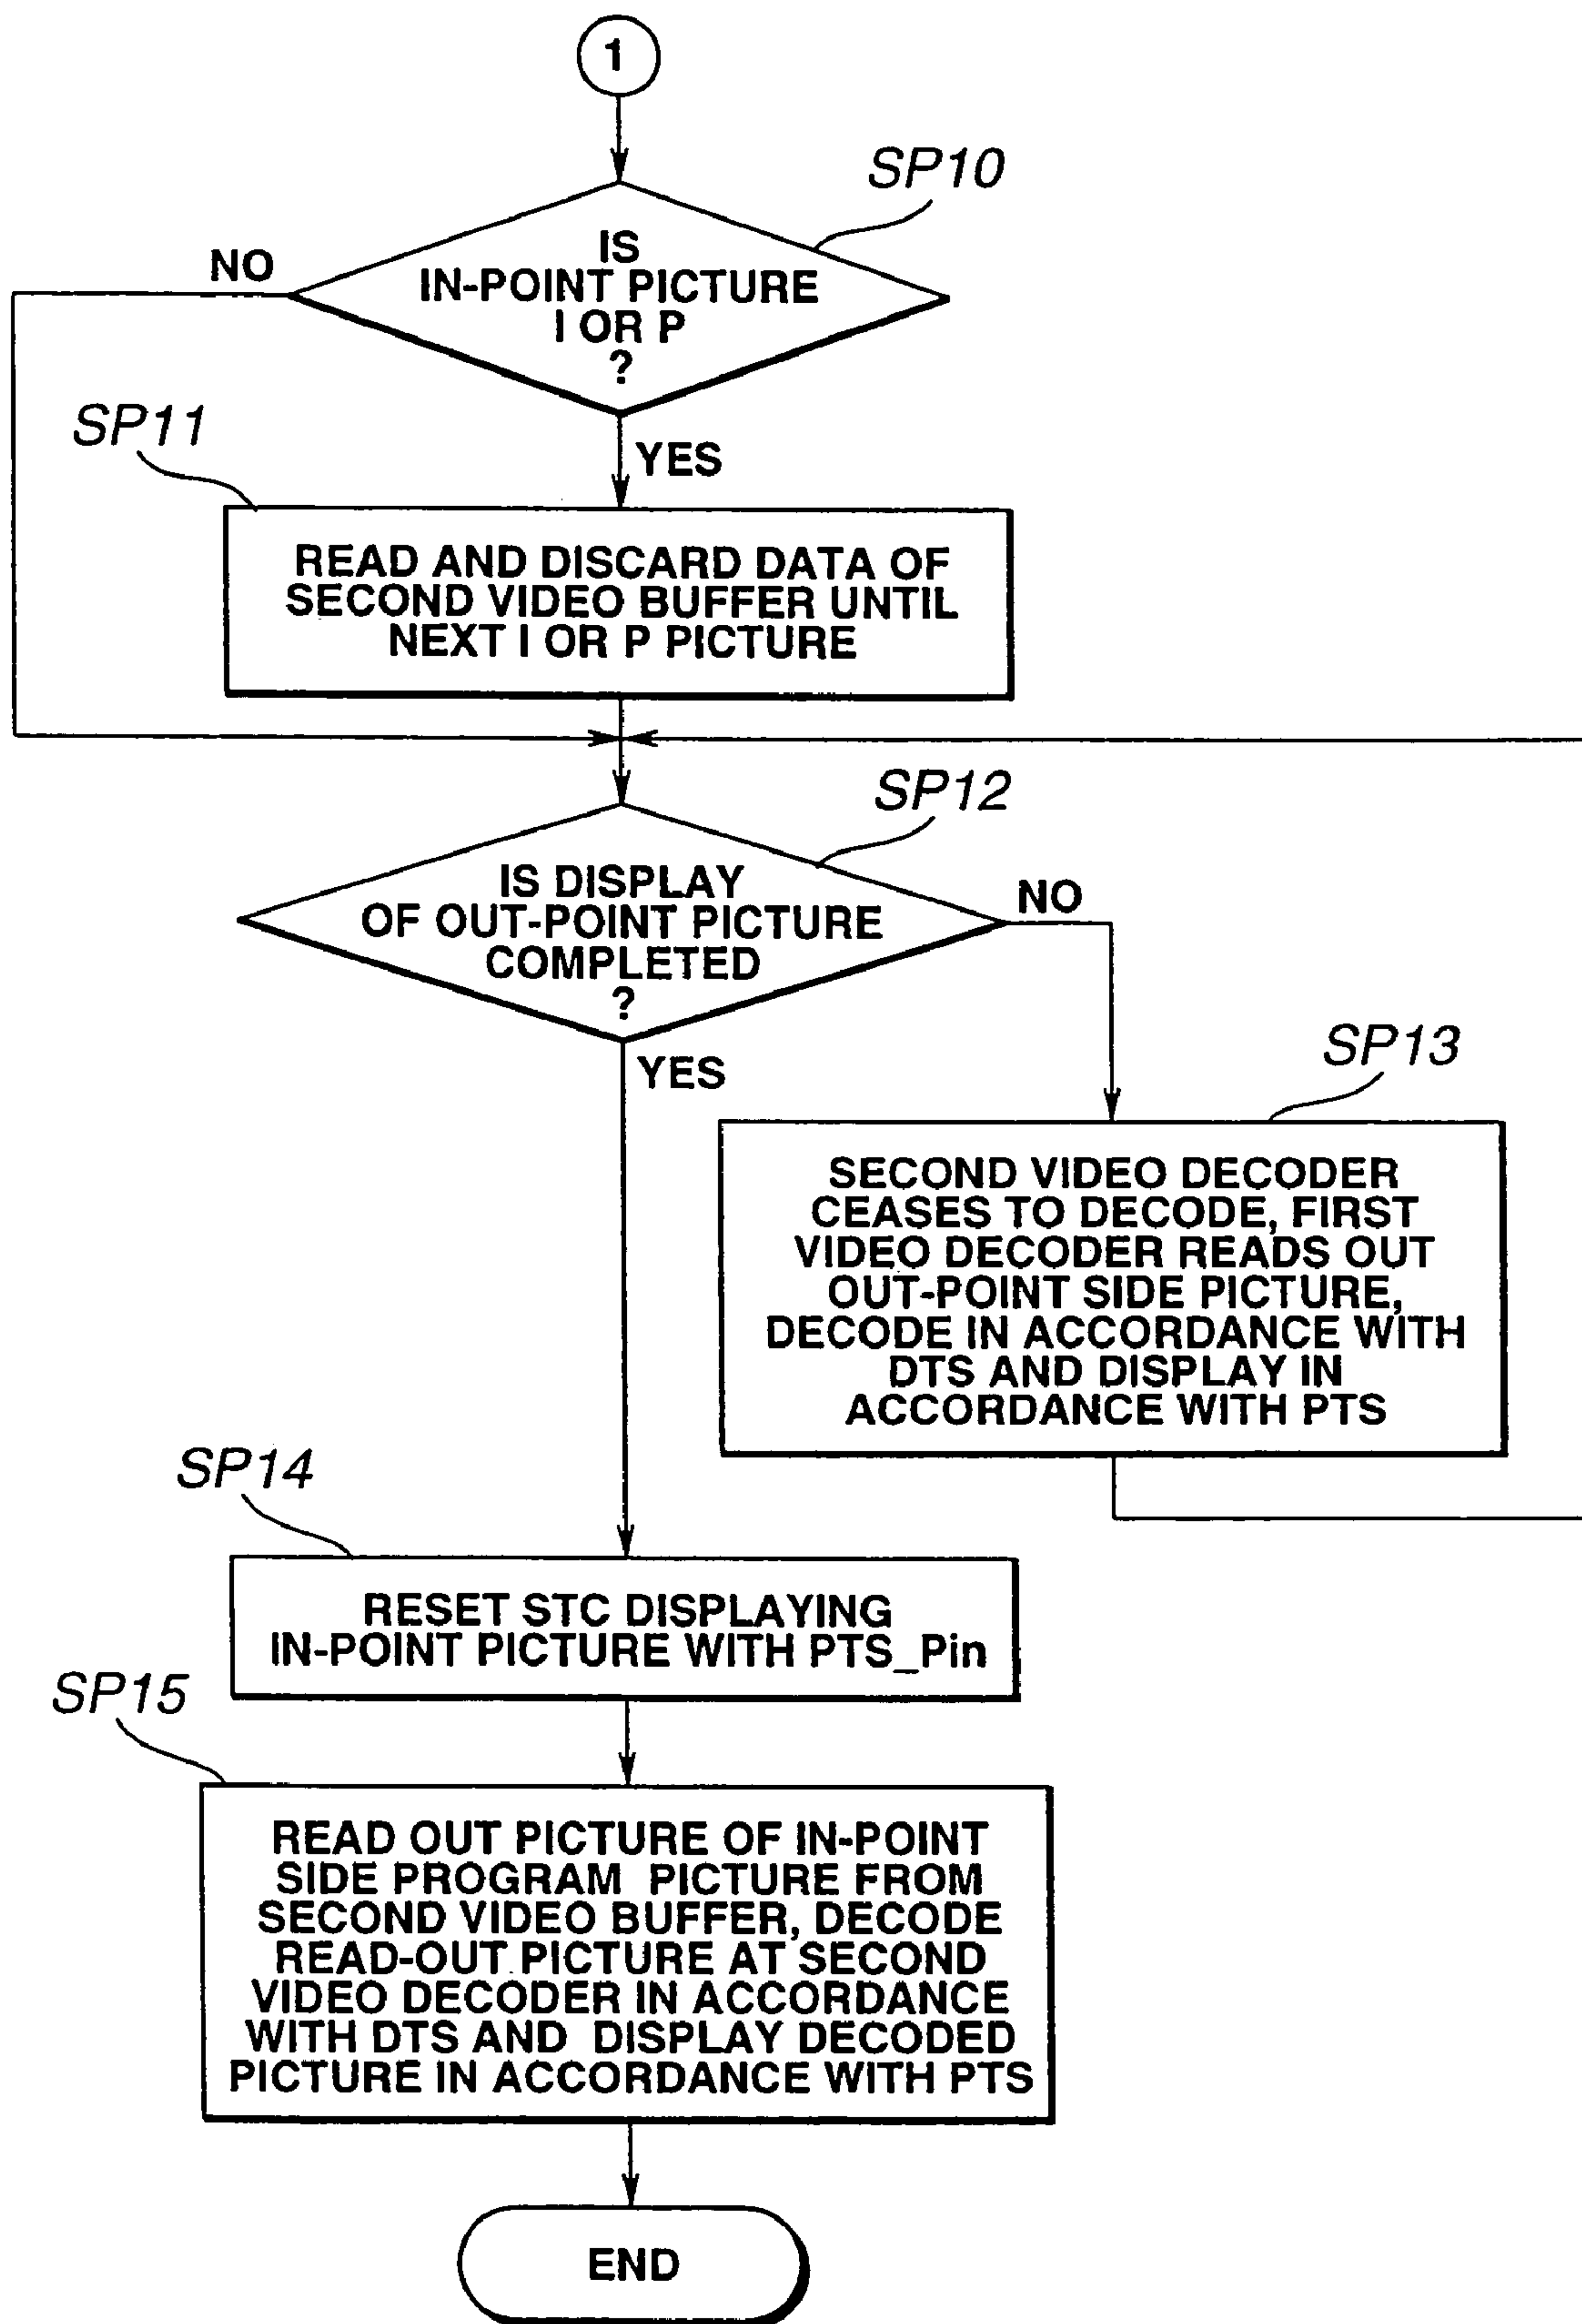 1
SP10
IS
IN-POINT PICTURE
I OR P
?
NO
YES
SP11
READ AND DISCARD DATA OF
SECOND VIDEO BUFFER UNTIL
NEXT I OR P PICTURE
SP12
IS DISPLAY
OF OUT-POINT PICTURE
COMPLETED
?
NO
YES
SP13
SECOND VIDEO DECODER
CEASES TO DECODE, FIRST
VIDEO DECODER READS OUT
OUT-POINT SIDE PICTURE,
DECODE IN ACCORDANCE WITH
DTS AND DISPLAY IN
ACCORDANCE WITH PTS
SP14
RESET STC DISPLAYING
IN-POINT PICTURE WITH PTS_Pin
SP15
READ OUT PICTURE OF IN-POINT
SIDE PROGRAM PICTURE FROM
SECOND VIDEO BUFFER, DECODE
READ-OUT PICTURE AT SECOND
VIDEO DECODER IN ACCORDANCE
WITH DTS AND DISPLAY DECODED
PICTURE IN ACCORDANCE WITH PTS
END